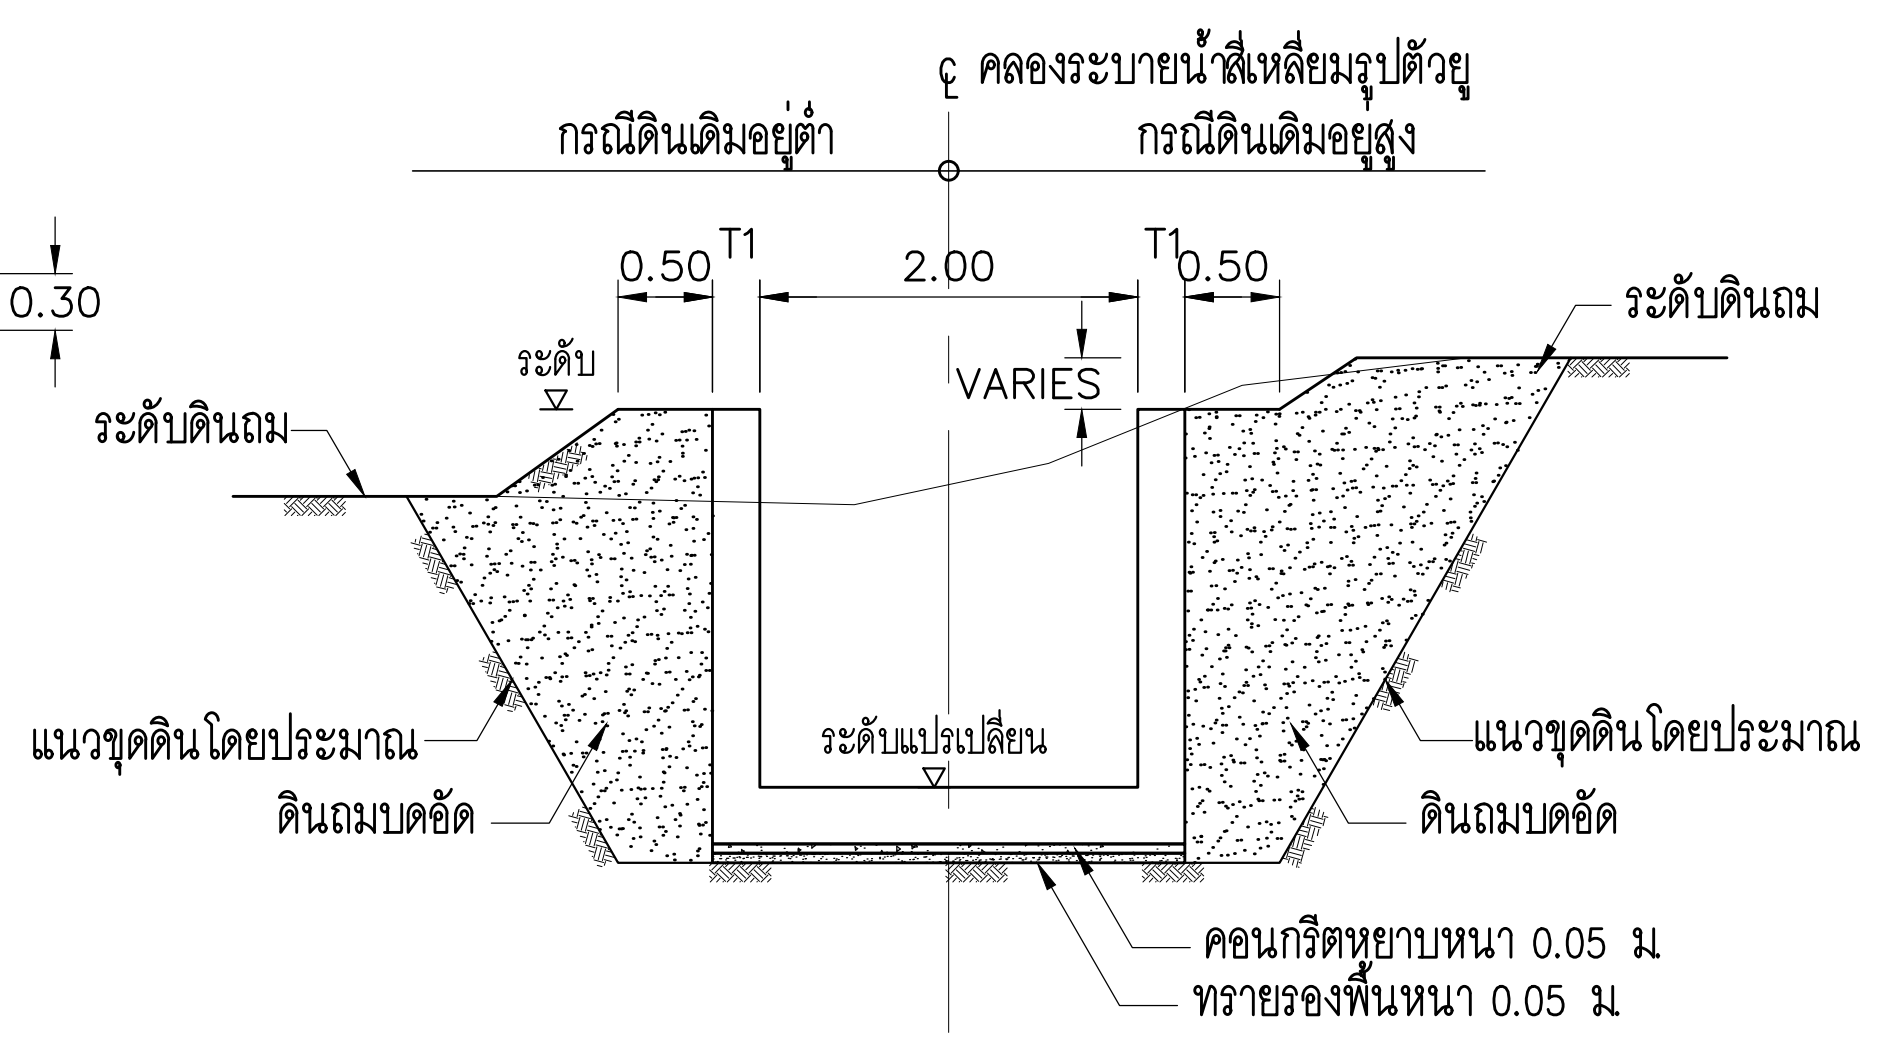 ℄ คลองระบายน้ำสี่เหลี่ยมรูปตัวยู
กรณีดินเดิมอยู่ต่ำ
กรณีดินเดิมอยู่สูง
T1
T1
0.50
2.00
0.50
0.30
ระดับดินถม
ระดับ
VARIES
ระดับดินถม
แนวขุดดินโดยประมาณ
ระดับแปรเปลี่ยน
แนวขุดดินโดยประมาณ
ดินถมบดอัด
ดินถมบดอัด
คอนกรีตหยาบหนา 0.05 ม.
ทรายรองพื้นหนา 0.05 ม.